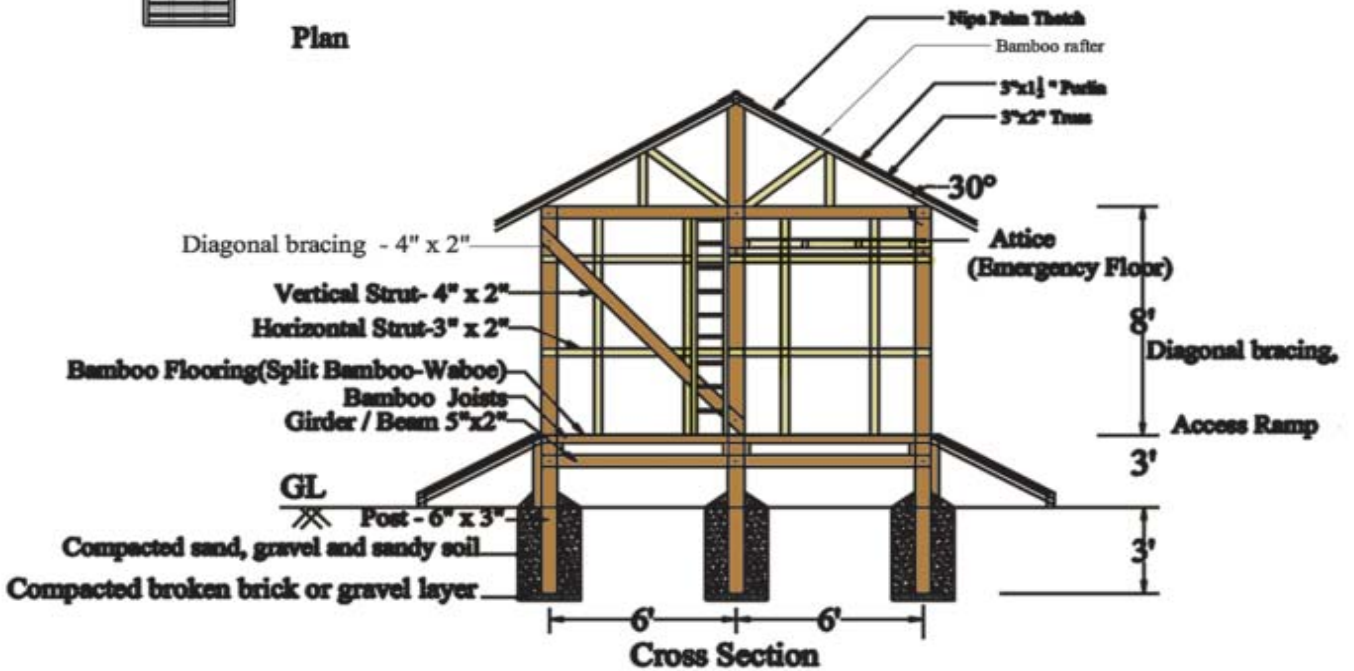 Plan
Nipa Palm Thetch
Bamboo rafter
3"x1½" Purlin
3"x2" Truss
30°
Diagonal bracing - 4" x 2"
Attice
(Emergency Floor)
Vertical Strut- 4" x 2"
8'
Horizontal Strut-3" x 2"
Diagonal bracing,
Bamboo Flooring(Split Bamboo-Waboe)
Bamboo Joists
Girder / Beam 5"x2"
Access Ramp
3'
GL
Post - 6" x 3"
Compacted sand, gravel and sandy soil
3'
Compacted broken brick or gravel layer
6'
6'
Cross Section